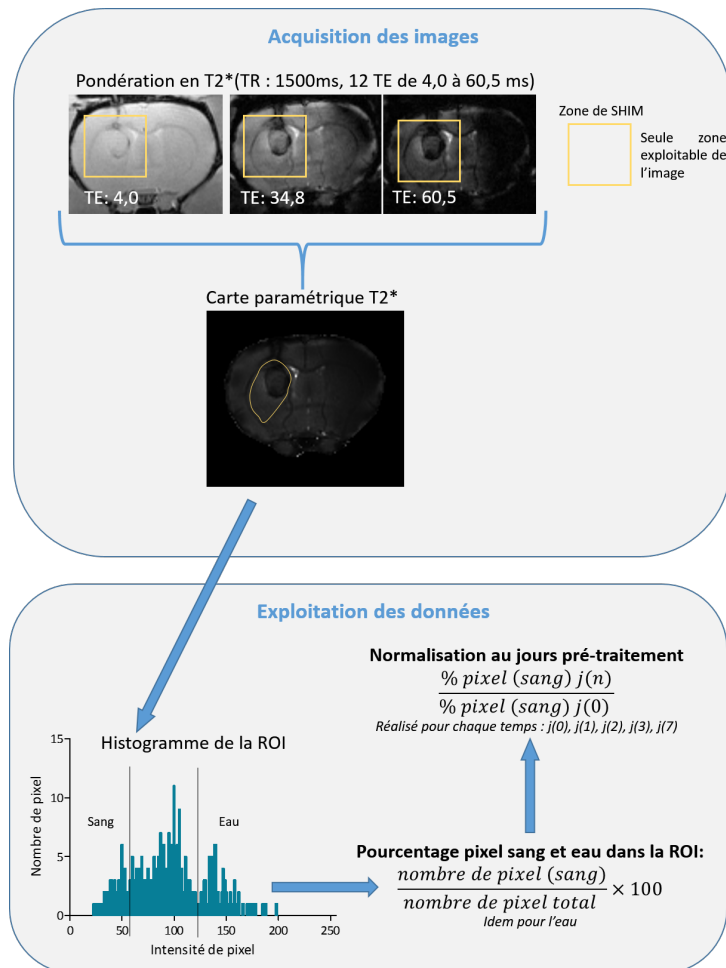 Acquisition des images
Pondération en T2*(TR : 1500ms, 12 TE de 4,0 à 60,5 ms)
TE: 4,0
TE: 34,8
TE: 60,5
Zone de SHIM
Seule zone
exploitable de
l'image
Carte paramétrique T2*
Exploitation des données
Normalisation au jours pré-traitement
% pixel (sang) j(n)
% pixel (sang) j(0)
Réalisé pour chaque temps : j(0), j(1), j(2), j(3), j(7)
Histogramme de la ROI
Nombre de pixel
15
10
5
0
Sang
Eau
0 50 100 150 200 250
Intensité de pixel
Pourcentage pixel sang et eau dans la ROI:
nombre de pixel (sang)
nombre de pixel total
× 100
Idem pour l'eau